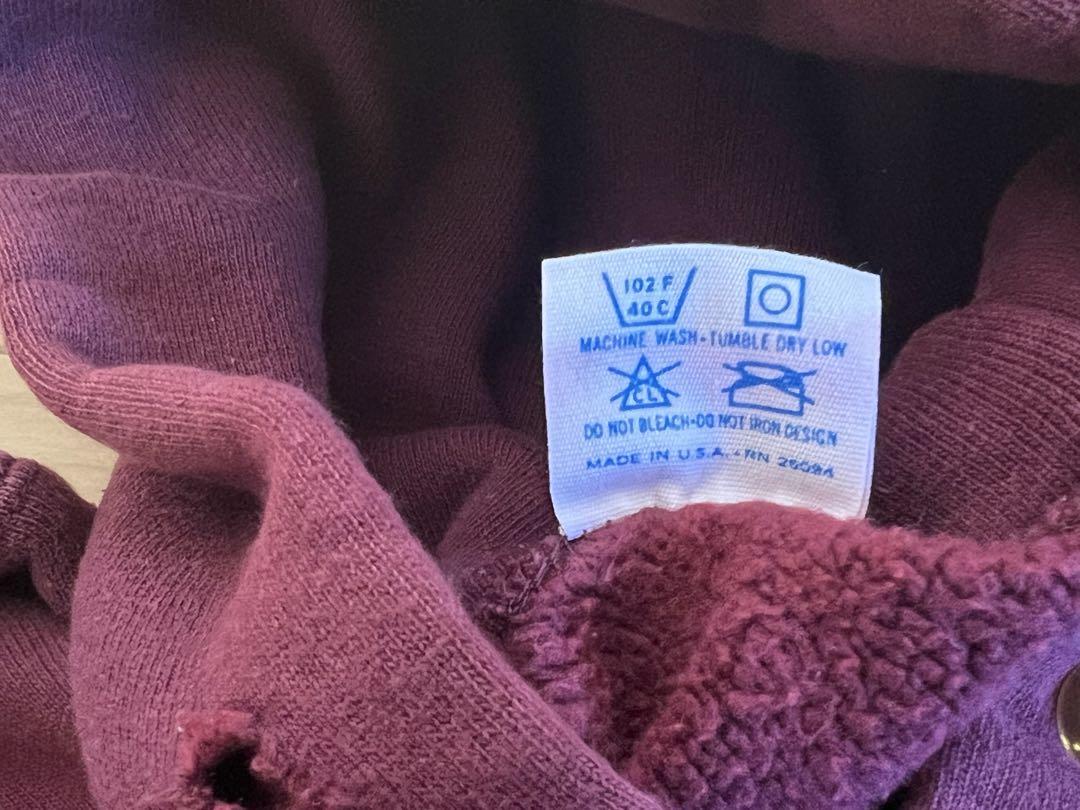 102 F
40 C
MACHINE WASH-TUMBLE DRY LOW
CL
DO NOT BLEACH-DO NOT IRON DESIGN
MADE IN U.S.A. - RN 26094